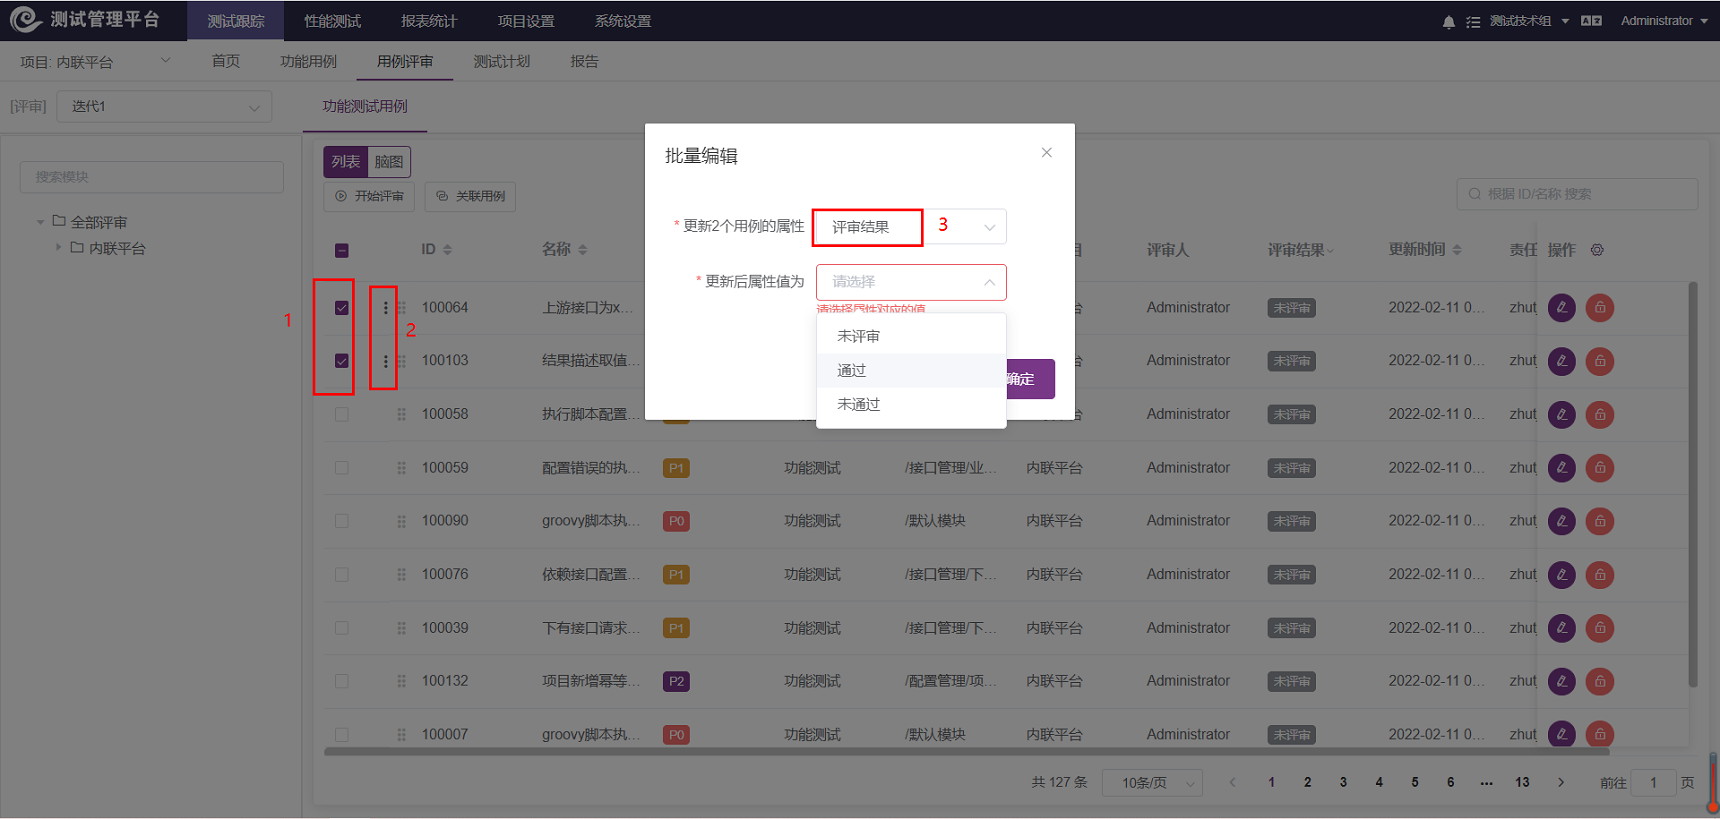 测试管理平台 测试跟踪 性能测试 报表统计 项目设置 系统设置 测试技术组 Administrator
项目: 内联平台 首页 功能用例 用例评审 测试计划 报告
[评审] 迭代1 功能测试用例
批量编辑
列表 脑图
搜索模块
开始评审 关联用例
根据 ID/名称 搜索
* 更新2个用例的属性 评审结果 3
全部评审
内联平台
ID 名称 评审人 评审结果 更新时间 责任 操作
* 更新后属性值为 请选择
请选择属性对应的值
1 2
100064 上游接口为x... Administrator 未评审 2022-02-11 0... zhut
未评审
100103 结果描述取值... Administrator 未评审 2022-02-11 0... zhut
通过
确定
未通过
100058 执行脚本配置... Administrator 未评审 2022-02-11 0... zhut
100059 配置错误的执... P1 功能测试 /接口管理/业... 内联平台 Administrator 未评审 2022-02-11 0... zhut
100090 groovy脚本执... P0 功能测试 /默认模块 内联平台 Administrator 未评审 2022-02-11 0... zhut
100076 依赖接口配置... P1 功能测试 /接口管理/下... 内联平台 Administrator 未评审 2022-02-11 0... zhut
100039 下有接口请求... P1 功能测试 /接口管理/下... 内联平台 Administrator 未评审 2022-02-11 0... zhut
100132 项目新增幂等... P2 功能测试 /配置管理/项... 内联平台 Administrator 未评审 2022-02-11 0... zhut
100007 groovy脚本执... P0 功能测试 /默认模块 内联平台 Administrator 未评审 2022-02-11 0... zhut
共 127 条 10条/页 1 2 3 4 5 6 ... 13 前往 1 页